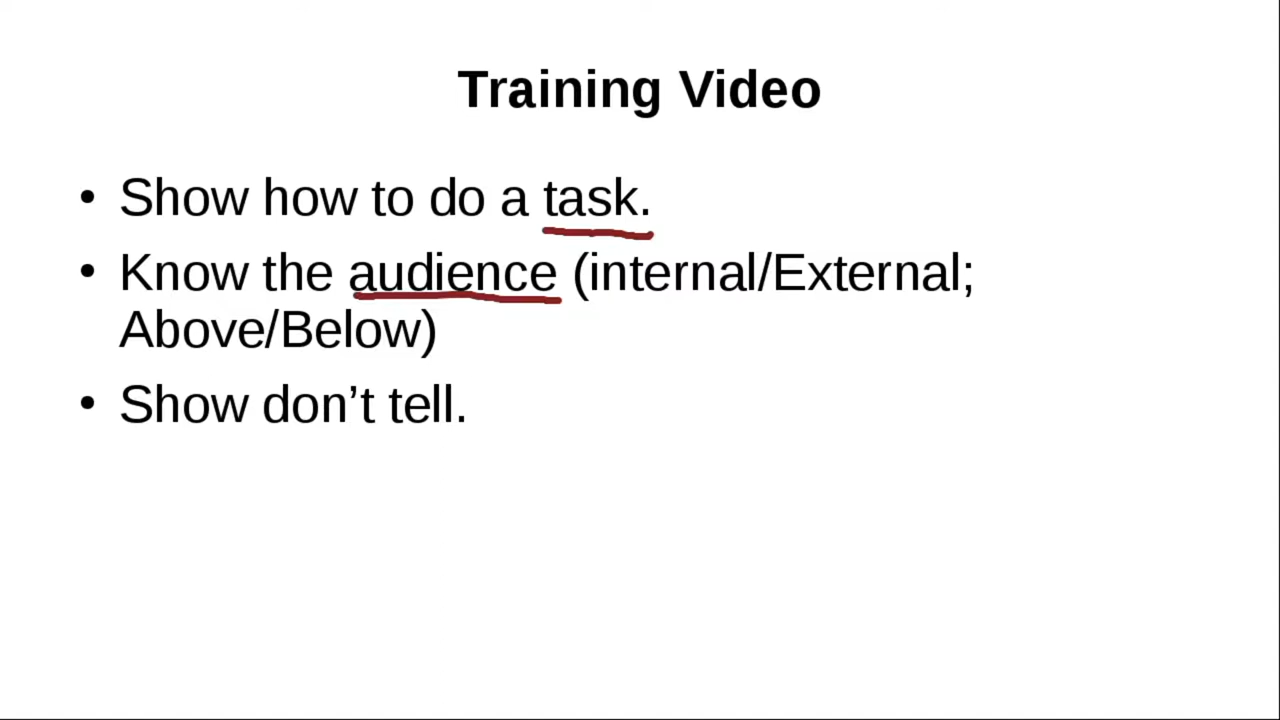 Training Video
• Show how to do a task.
• Know the audience (internal/External;
Above/Below)
• Show don’t tell.